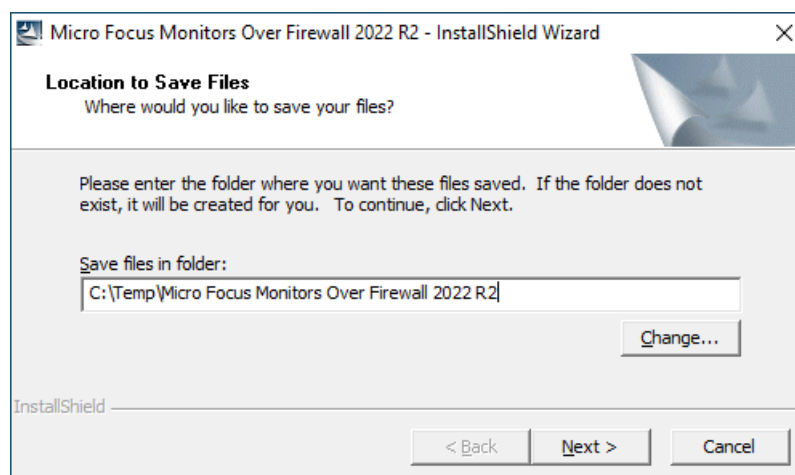 Micro Focus Monitors Over Firewall 2022 R2 - InstallShield Wizard
Location to Save Files
Where would you like to save your files?
Please enter the folder where you want these files saved.  If the folder does not
exist, it will be created for you.   To continue, click Next.
Save files in folder:
C:\Temp\Micro Focus Monitors Over Firewall 2022 R2
Change...
InstallShield
< Back
Next >
Cancel